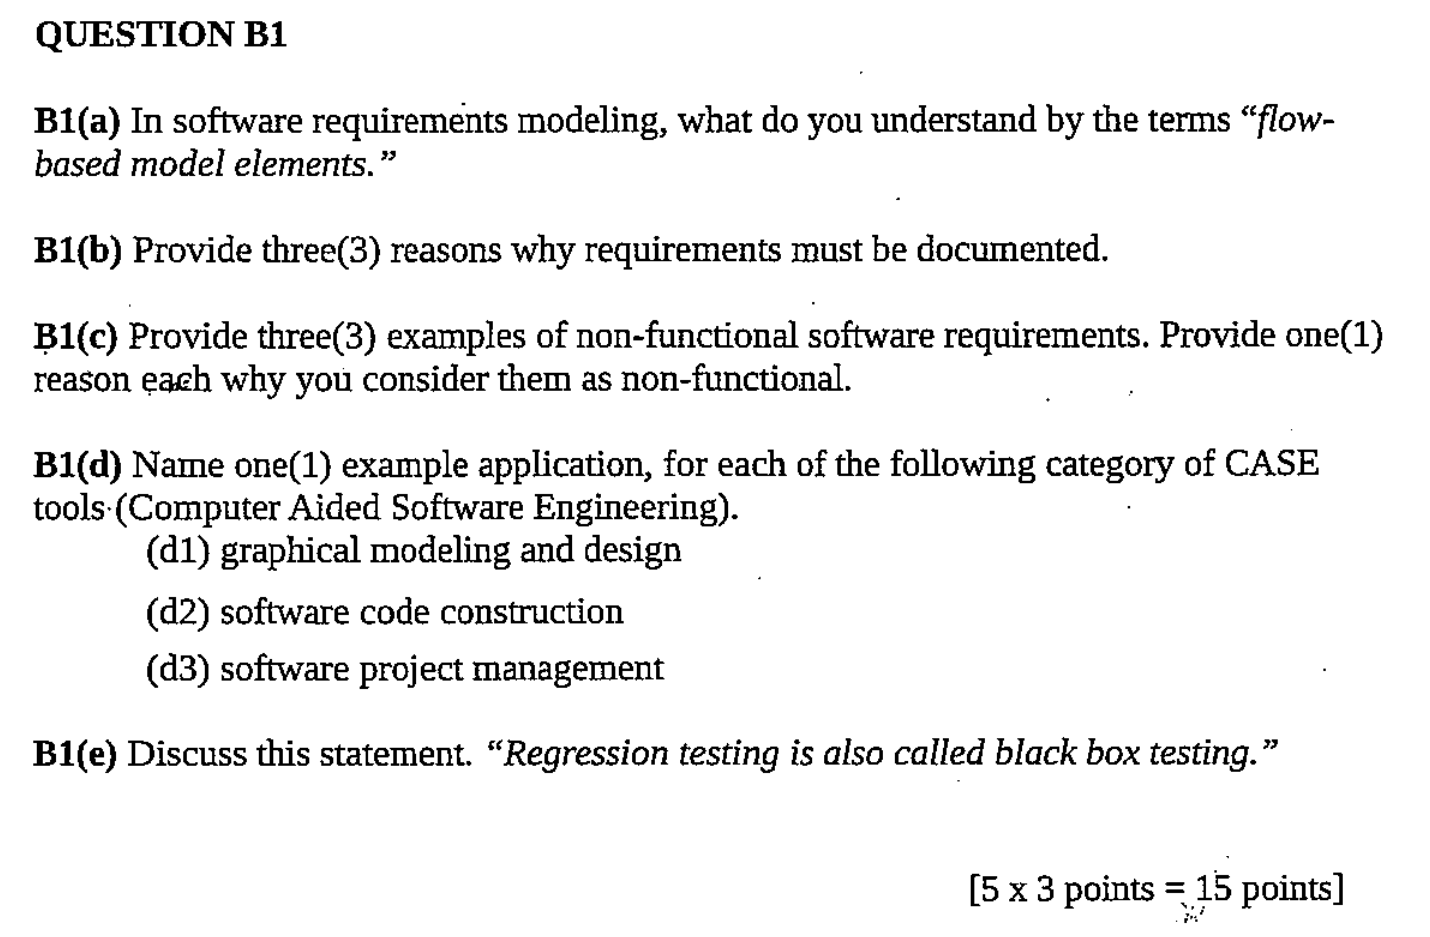 QUESTION B1
B1(a) In software requirements modeling, what do you understand by the terms “flow-
based model elements.”
B1(b) Provide three(3) reasons why requirements must be documented.
B1(c) Provide three(3) examples of non-functional software requirements. Provide one(1)
reason each why you consider them as non-functional.
B1(d) Name one(1) example application, for each of the following category of CASE
tools (Computer Aided Software Engineering).
(d1) graphical modeling and design
(d2) software code construction
(d3) software project management
B1(e) Discuss this statement. “Regression testing is also called black box testing.”
[5 x 3 points = 15 points]